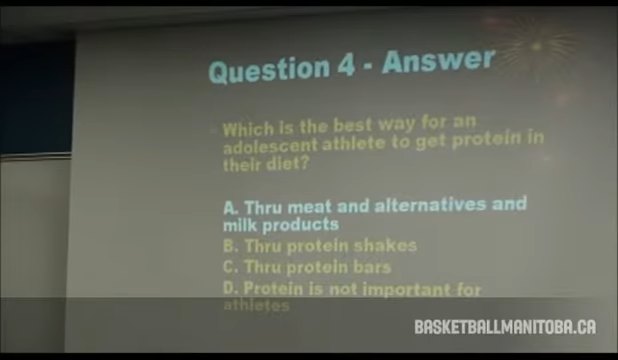 Question 4 - Answer
Which is the best way for an
adolescent athlete to get protein in
their diet?
A. Thru meat and alternatives and
milk products
B. Thru protein shakes
C. Thru protein bars
D. Protein is not important for
athletes
BASKETBALLMANITOBA.CA